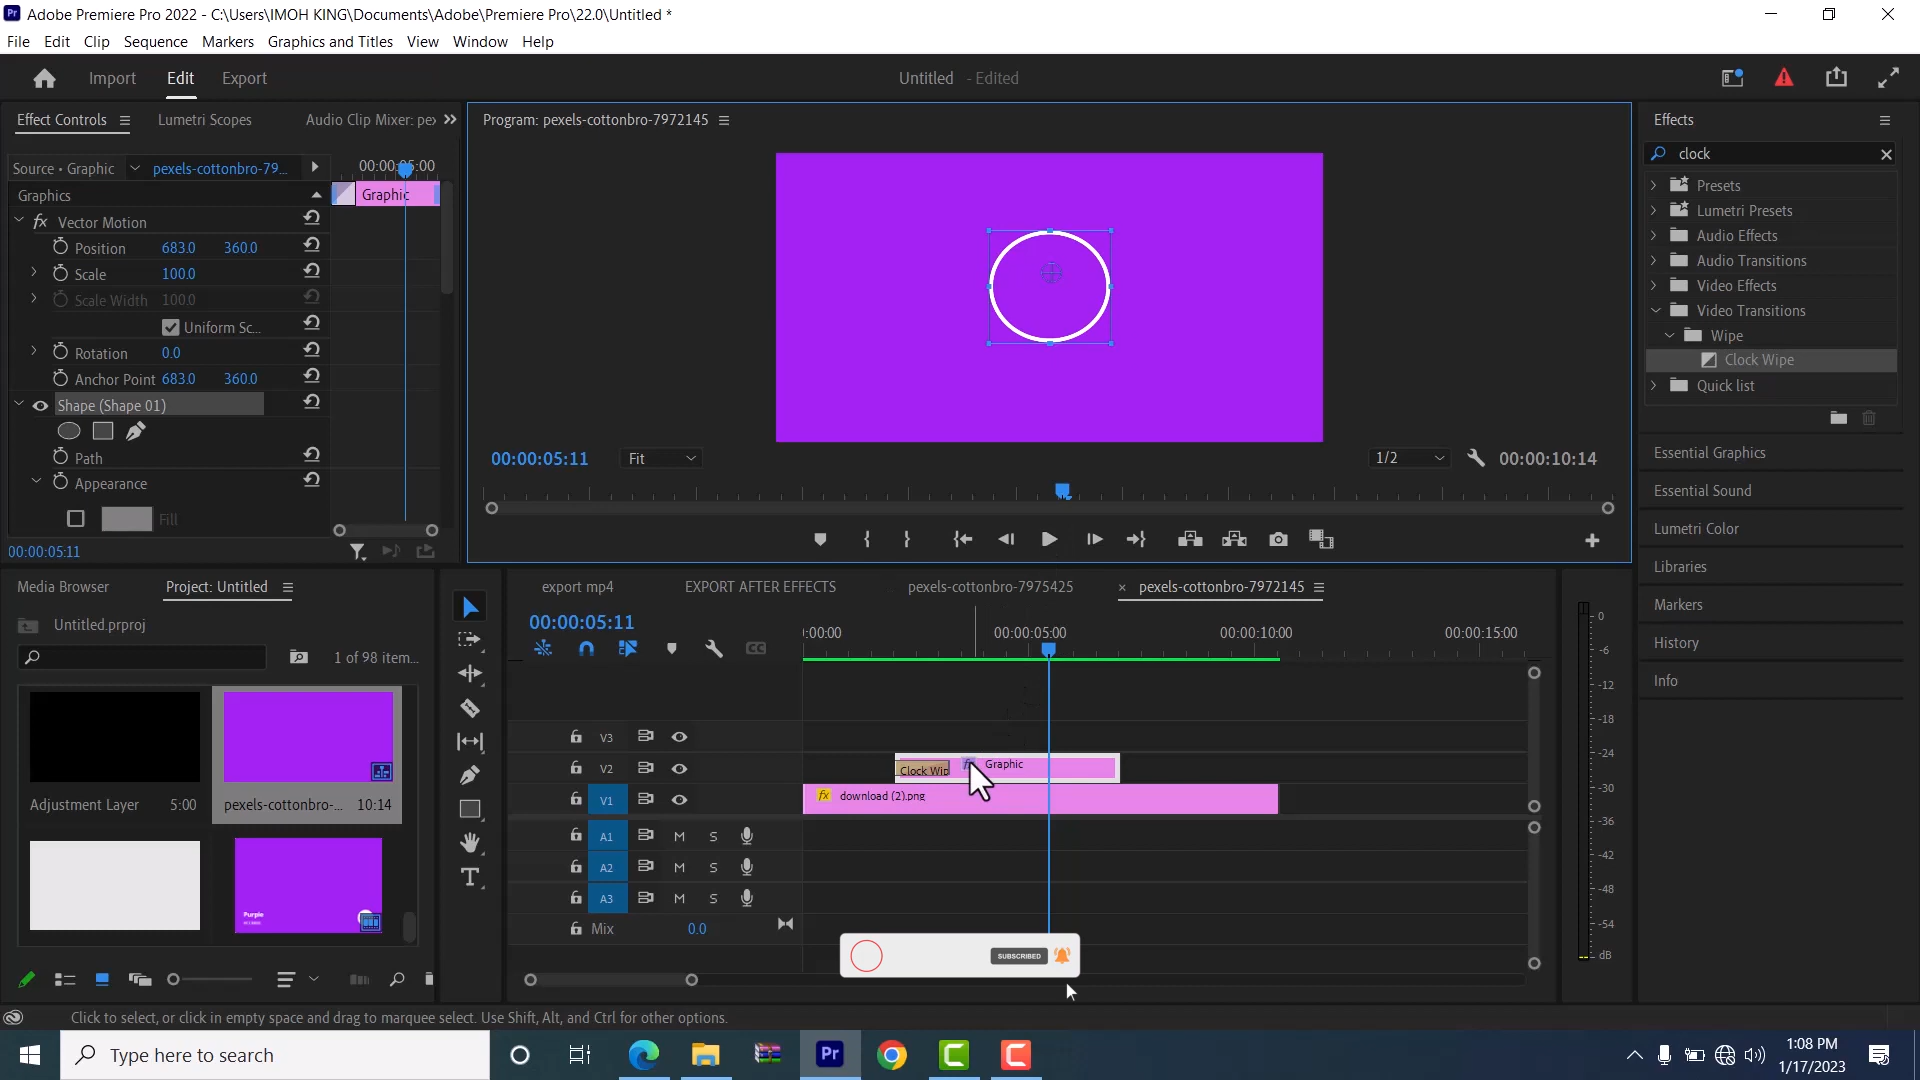 Adobe Premiere Pro 2022 - C:\Users\IMOH KING\Documents\Adobe\Premiere Pro\22.0\Untitled *
File Edit Clip Sequence Markers Graphics and Titles View Window Help
Import Edit Export
Untitled - Edited
Effect Controls Lumetri Scopes Audio Clip Mixer: pex
Source • Graphic pexels-cottonbro-79...
00:00:05:00
Graphics
Graphic
Vector Motion
Position 683.0 360.0
Scale 100.0
Scale Width 100.0
Uniform Sc...
Rotation 0.0
Anchor Point 683.0 360.0
Shape (Shape 01)
Path
Appearance
Fill
00:00:05:11
Program: pexels-cottonbro-7972145
00:00:05:11 Fit 1/2 00:00:10:14
Effects
clock
Presets
Lumetri Presets
Audio Effects
Audio Transitions
Video Effects
Video Transitions
Wipe
Clock Wipe
Quick list
Essential Graphics
Essential Sound
Lumetri Color
Libraries
Markers
History
Info
Media Browser Project: Untitled
Untitled.prproj
1 of 98 item...
Adjustment Layer 5:00
pexels-cottonbro-... 10:14
Purple
export mp4 EXPORT AFTER EFFECTS pexels-cottonbro-7975425 × pexels-cottonbro-7972145
00:00:05:11
:00:00 00:00:05:00 00:00:10:00 00:00:15:00
V3
V2 Clock Wip fx Graphic
V1 fx download (2).png
A1 M S
A2 M S
A3 M S
Mix 0.0
SUBSCRIBED
0
-6
-12
-18
-24
-30
-36
-42
-48
-54
dB
Click to select, or click in empty space and drag to marquee select. Use Shift, Alt, and Ctrl for other options.
Type here to search
1:08 PM
1/17/2023